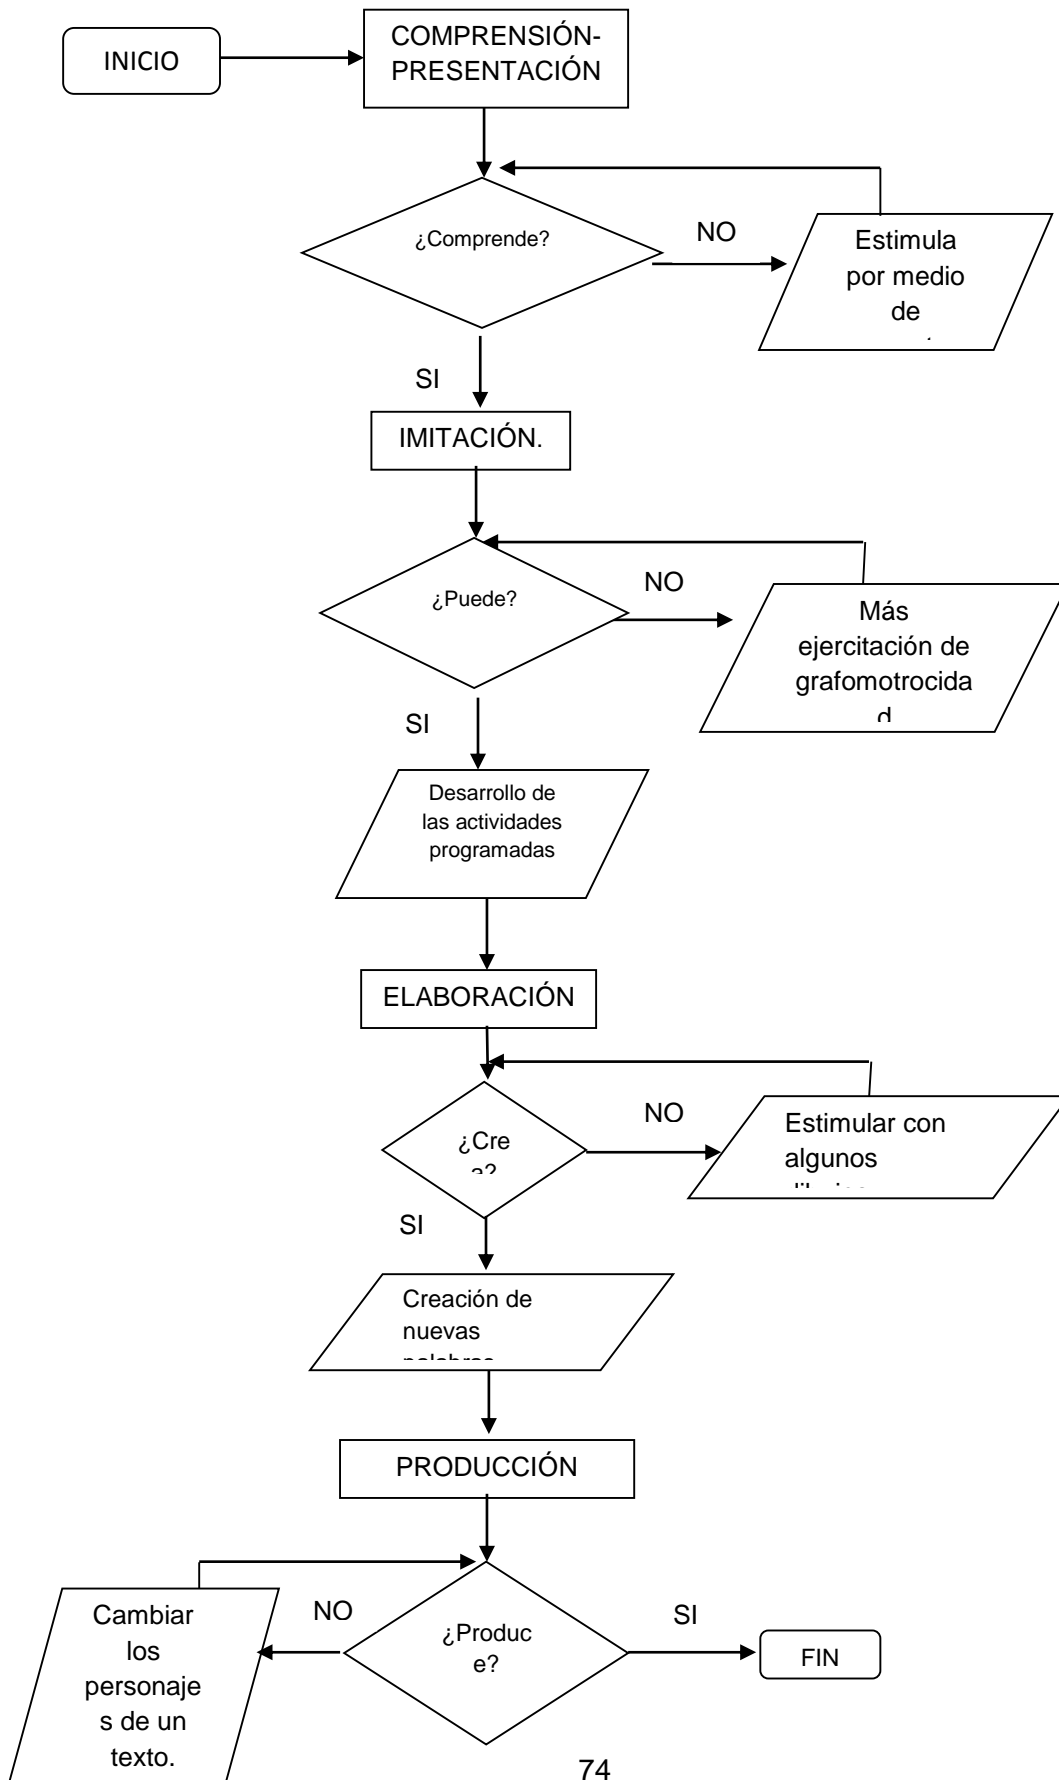 INICIO
COMPRENSIÓN-
PRESENTACIÓN
¿Comprende?
NO
Estimula
por medio
de
SI
IMITACIÓN.
¿Puede?
NO
Más
ejercitación de
grafomotrocida
d
SI
Desarrollo de
las actividades
programadas
ELABORACIÓN
¿Cre
a?
NO
Estimular con
algunos
SI
Creación de
nuevas
palabras
PRODUCCIÓN
¿Produc
e?
NO
Cambiar
los
personaje
s de un
texto.
SI
FIN
74